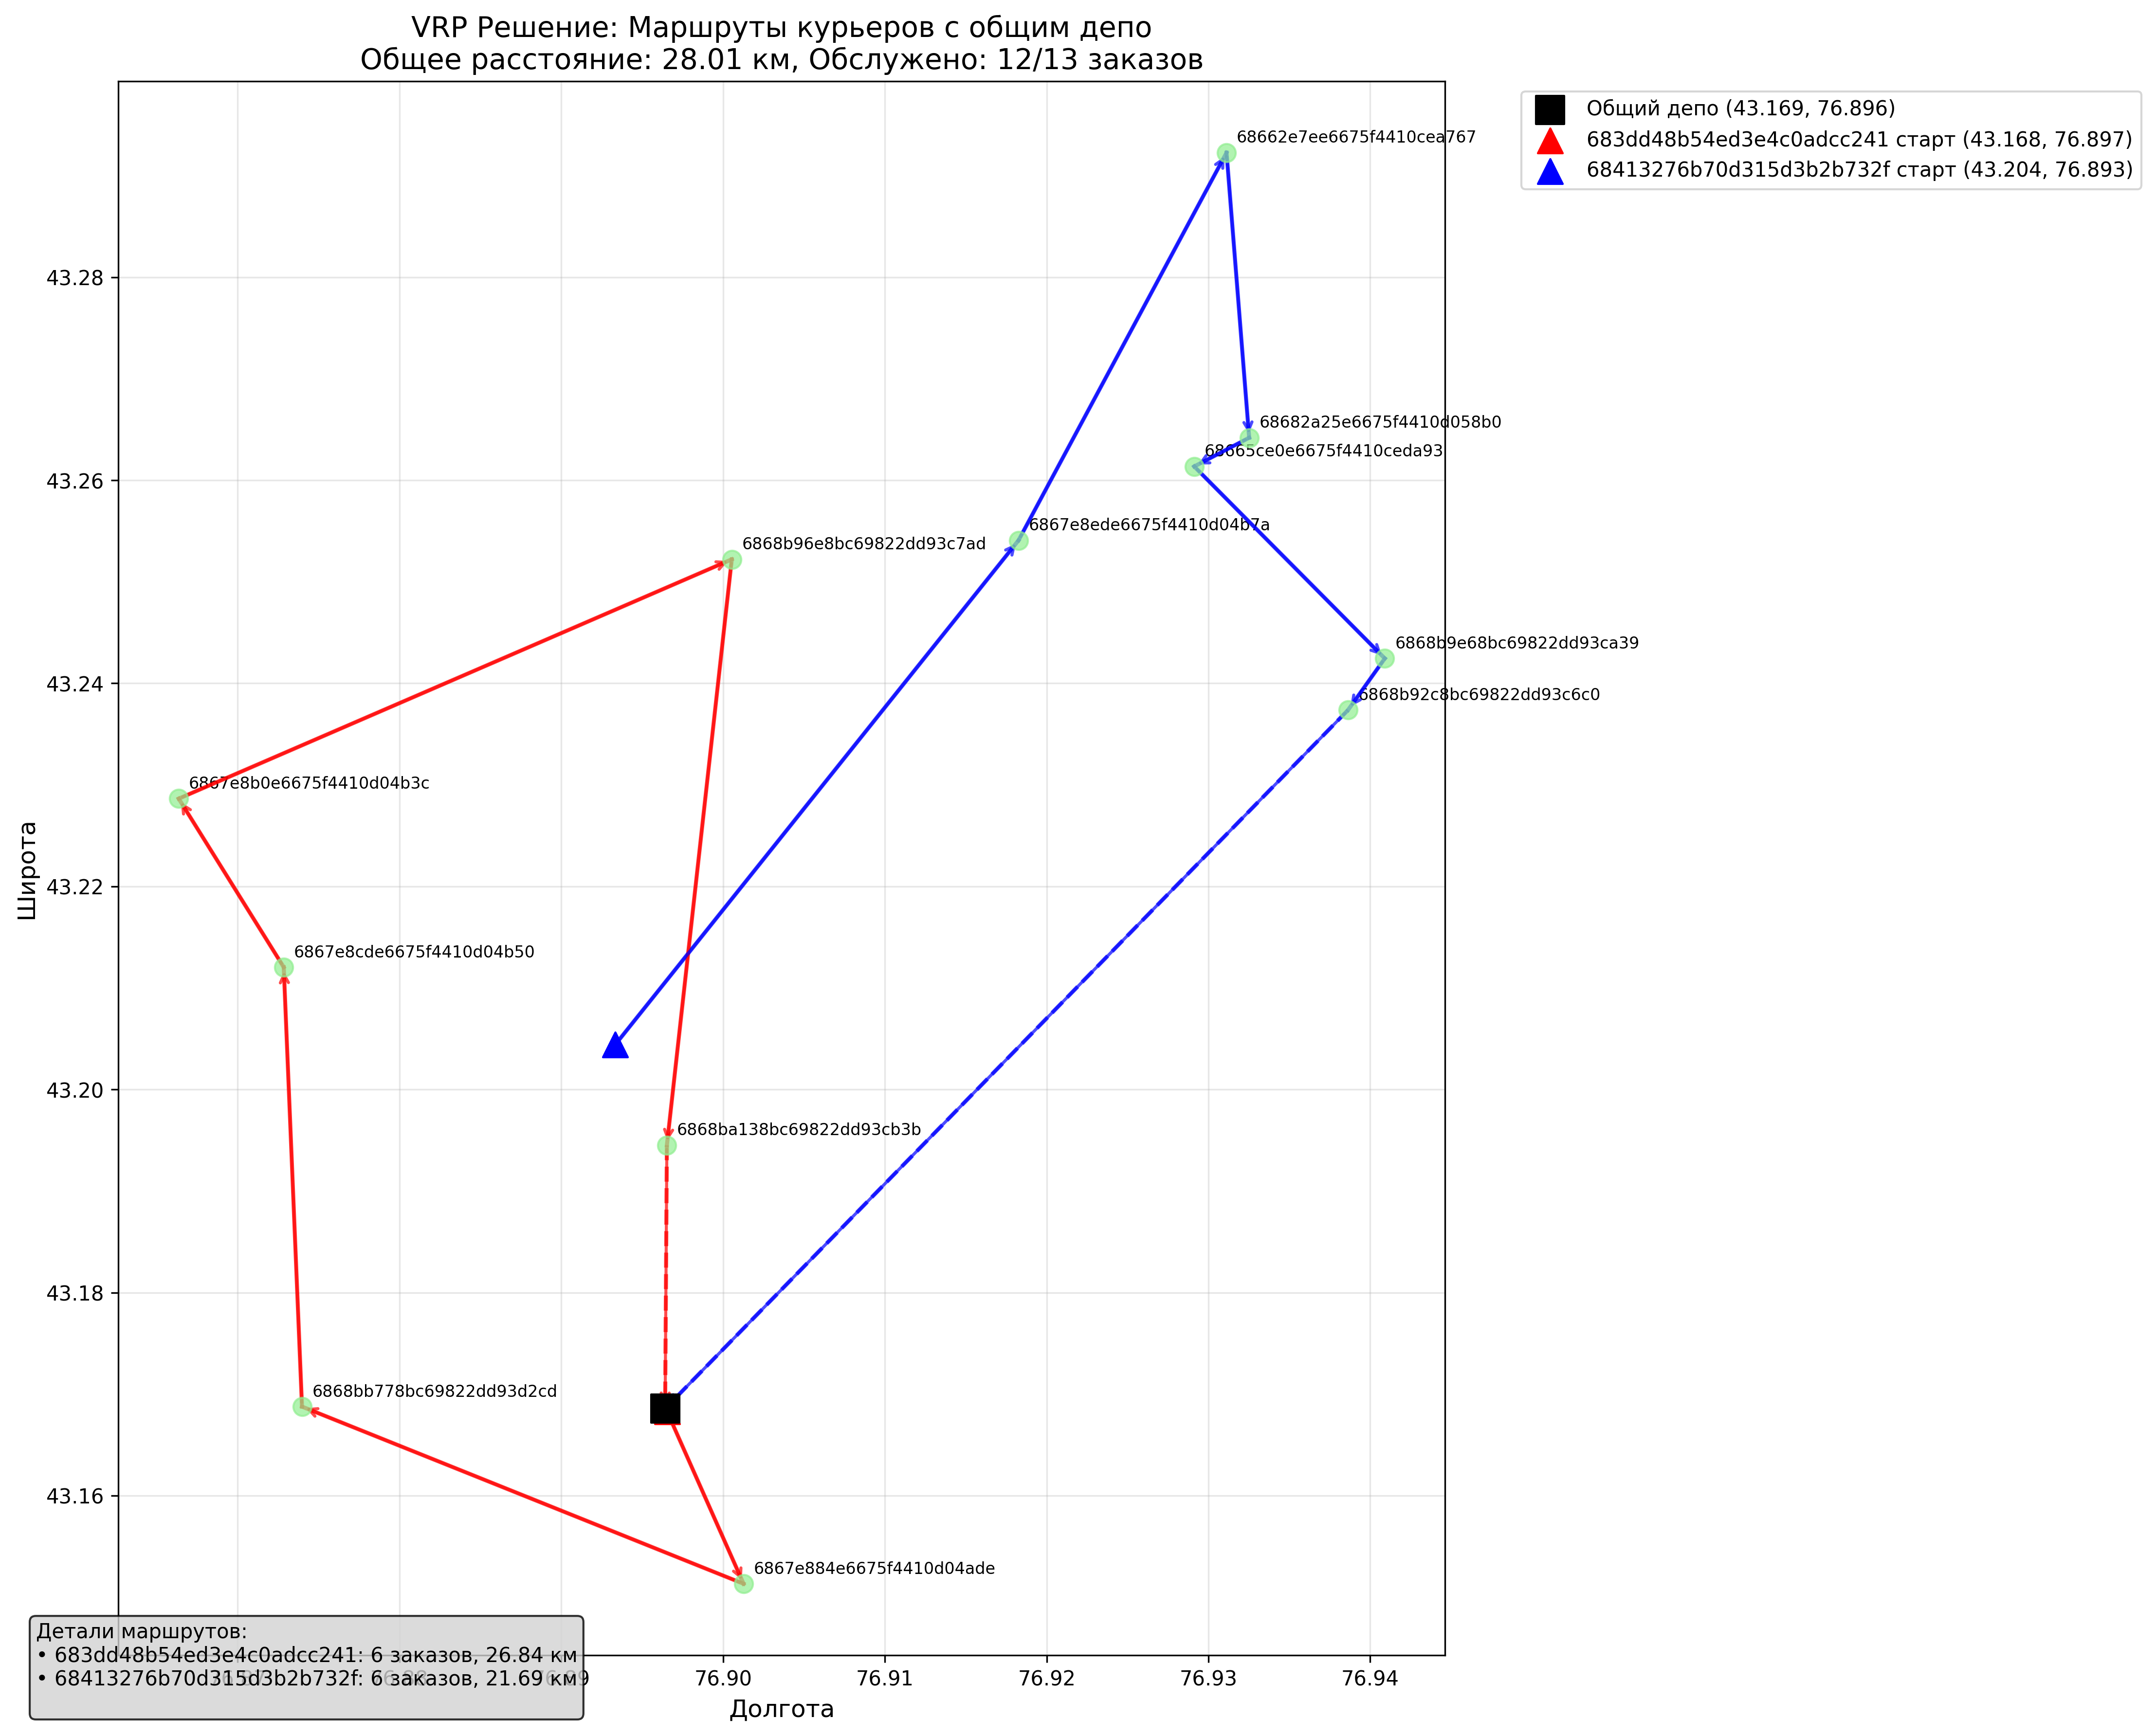 VRP Решение: Маршруты курьеров с общим депо
Общее расстояние: 28.01 км, Обслужено: 12/13 заказов
Общий депо (43.169, 76.896)
683dd48b54ed3e4c0adcc241 старт (43.168, 76.897)
68413276b70d315d3b2b732f старт (43.204, 76.893)
68662e7ee6675f4410cea767
43.28
68682a25e6675f4410d058b0
68665ce0e6675f4410ceda93
43.26
6867e8ede6675f4410d04b7a
6868b96e8bc69822dd93c7ad
6868b9e68bc69822dd93ca39
43.24
6868b92c8bc69822dd93c6c0
6867e8b0e6675f4410d04b3c
Широта
43.22
6867e8cde6675f4410d04b50
43.20
6868ba138bc69822dd93cb3b
43.18
6868bb778bc69822dd93d2cd
43.16
6867e884e6675f4410d04ade
Детали маршрутов:
• 683dd48b54ed3e4c0adcc241: 6 заказов, 26.84 км
• 68413276b70d315d3b2b732f: 6 заказов, 21.69 км
76.90
76.91
76.92
76.93
76.94
Долгота